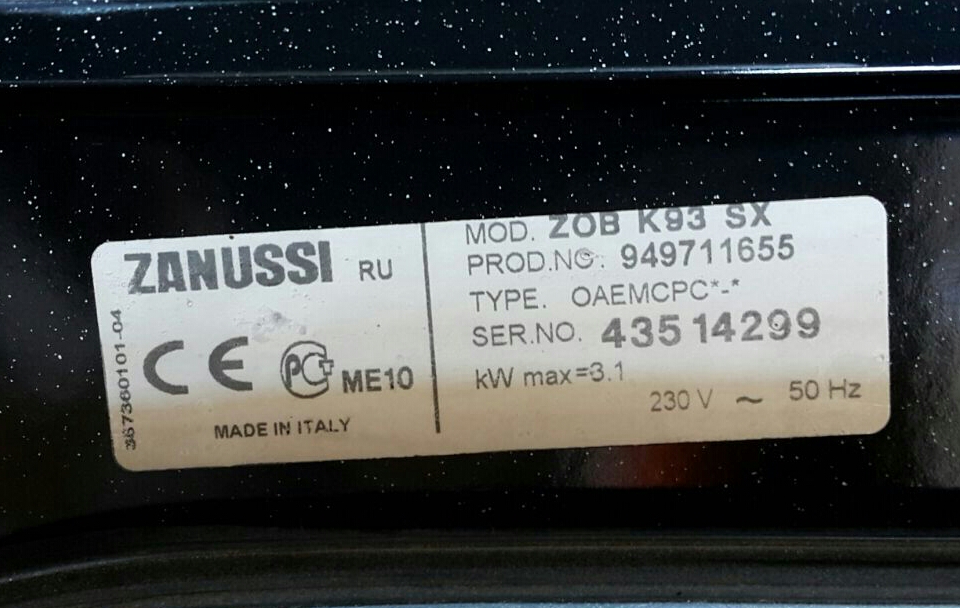 ZANUSSI RU
CE PCT ME10
MADE IN ITALY
367360101-04
MOD. ZOB K93 SX
PROD.NO. 949711655
TYPE. OAEMCPC*-*
SER.NO. 43514299
kW max=3.1
230 V ~ 50 Hz